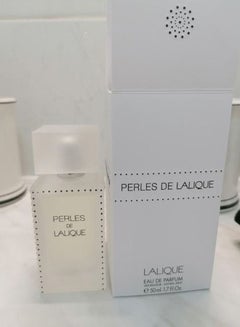 PERLES
DE
LALIQUE
PERLES DE LALIQUE
LALIQUE
EAU DE PARFUM
℮ 50ml 1.7 Fl.Oz